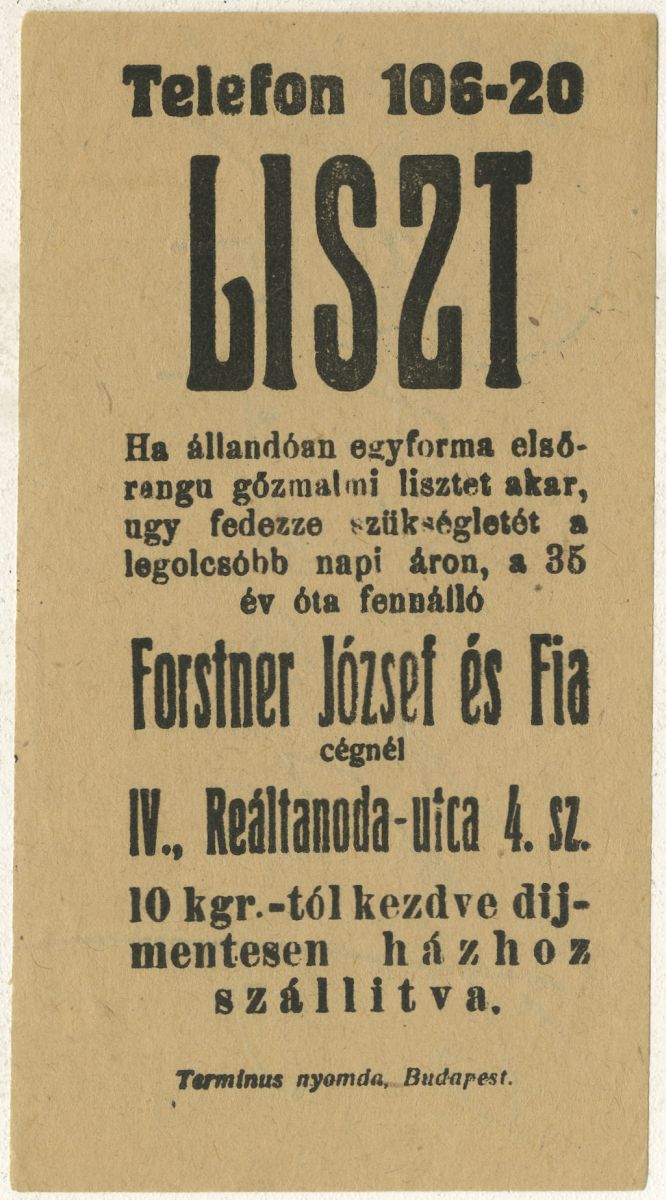 Telefon 106-20
LISZT
Ha állandóan egyforma első-
rangu gőzmalmi lisztet akar,
ugy fedezze szükségletét a
legolcsóbb napi áron, a 35
év óta fennálló
Forstner József és Fia
cégnél
IV., Reáltanoda-utca 4. sz.
10 kgr.-tól kezdve dij-
mentesen házhoz
szállitva.
Terminus nyomda, Budapest.